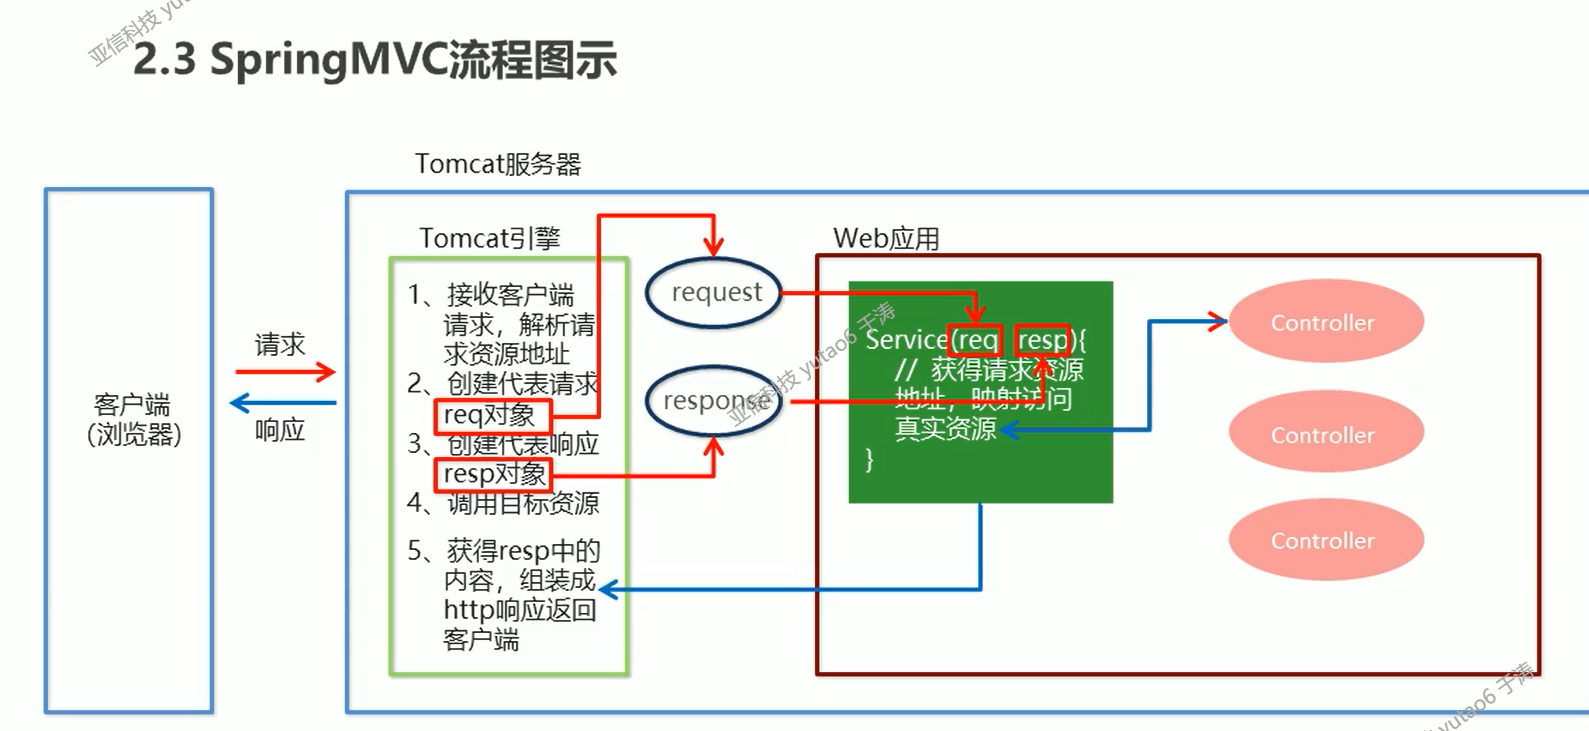 2.3 SpringMVC流程图示
Tomcat服务器
客户端
(浏览器)
请求
响应
Tomcat引擎
1、接收客户端
请求，解析请
求资源地址
2、创建代表请求
req对象
3、创建代表响应
resp对象
4、调用目标资源
5、获得resp中的
内容，组装成
http响应返回
客户端
request
response
Web应用
Service(req resp){
// 获得请求资源
地址，映射访问
真实资源
}
Controller
Controller
Controller
亚信科技 yu
亚信科技 yutao6 于涛
yutao6 于涛